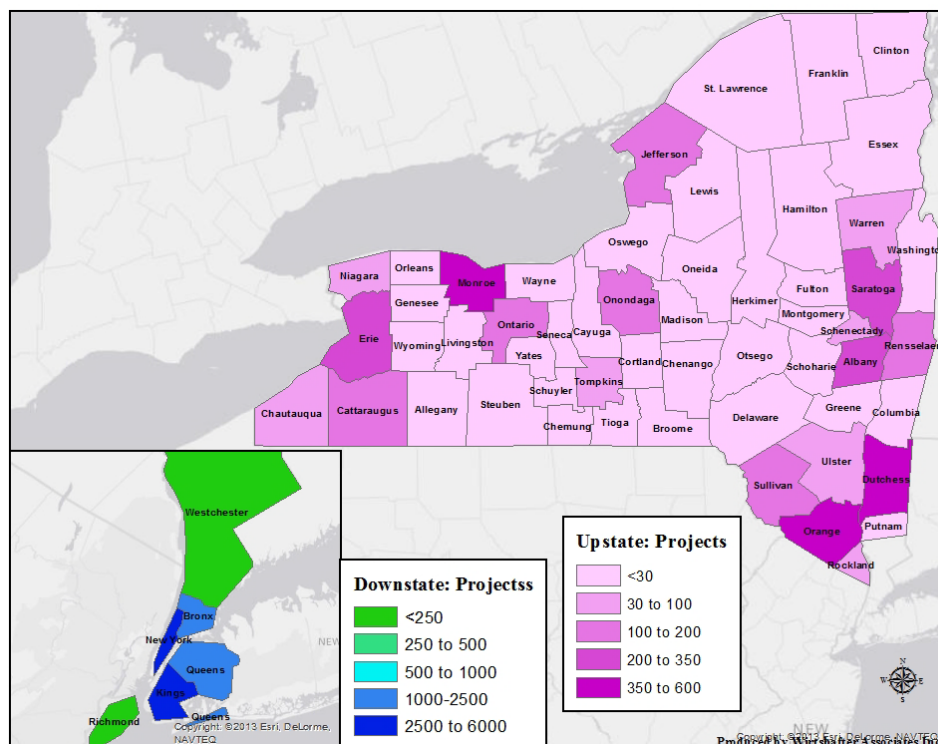 Clinton
Franklin
St. Lawrence
Essex
Jefferson
Lewis
Hamilton
Warren
Washington
Oswego
Oneida
Herkimer
Fulton
Saratoga
Montgomery
Niagara
Orleans
Monroe
Wayne
Genesee
Onondaga
Madison
Schenectady
Rensselaer
Ontario
Seneca
Cayuga
Erie
Wyoming
Livingston
Yates
Cortland
Chenango
Otsego
Schoharie
Albany
Schuyler
Tompkins
Chautauqua
Cattaraugus
Allegany
Steuben
Chemung
Tioga
Broome
Delaware
Greene
Columbia
Ulster
Dutchess
Sullivan
Orange
Putnam
Rockland
Westchester
Bronx
New York
NEW
Queens
Kings
Queens
Richmond
Copyright: ©2013 Esri, DeLorme,
NAVTEQ
Downstate: Projectss
<250
250 to 500
500 to 1000
1000-2500
2500 to 6000
Upstate: Projects
<30
30 to 100
100 to 200
200 to 350
350 to 600
N
W
E
S
NEW
Copyright: ©2013 Esri, DeLorme, NAVTEQ
Produced by